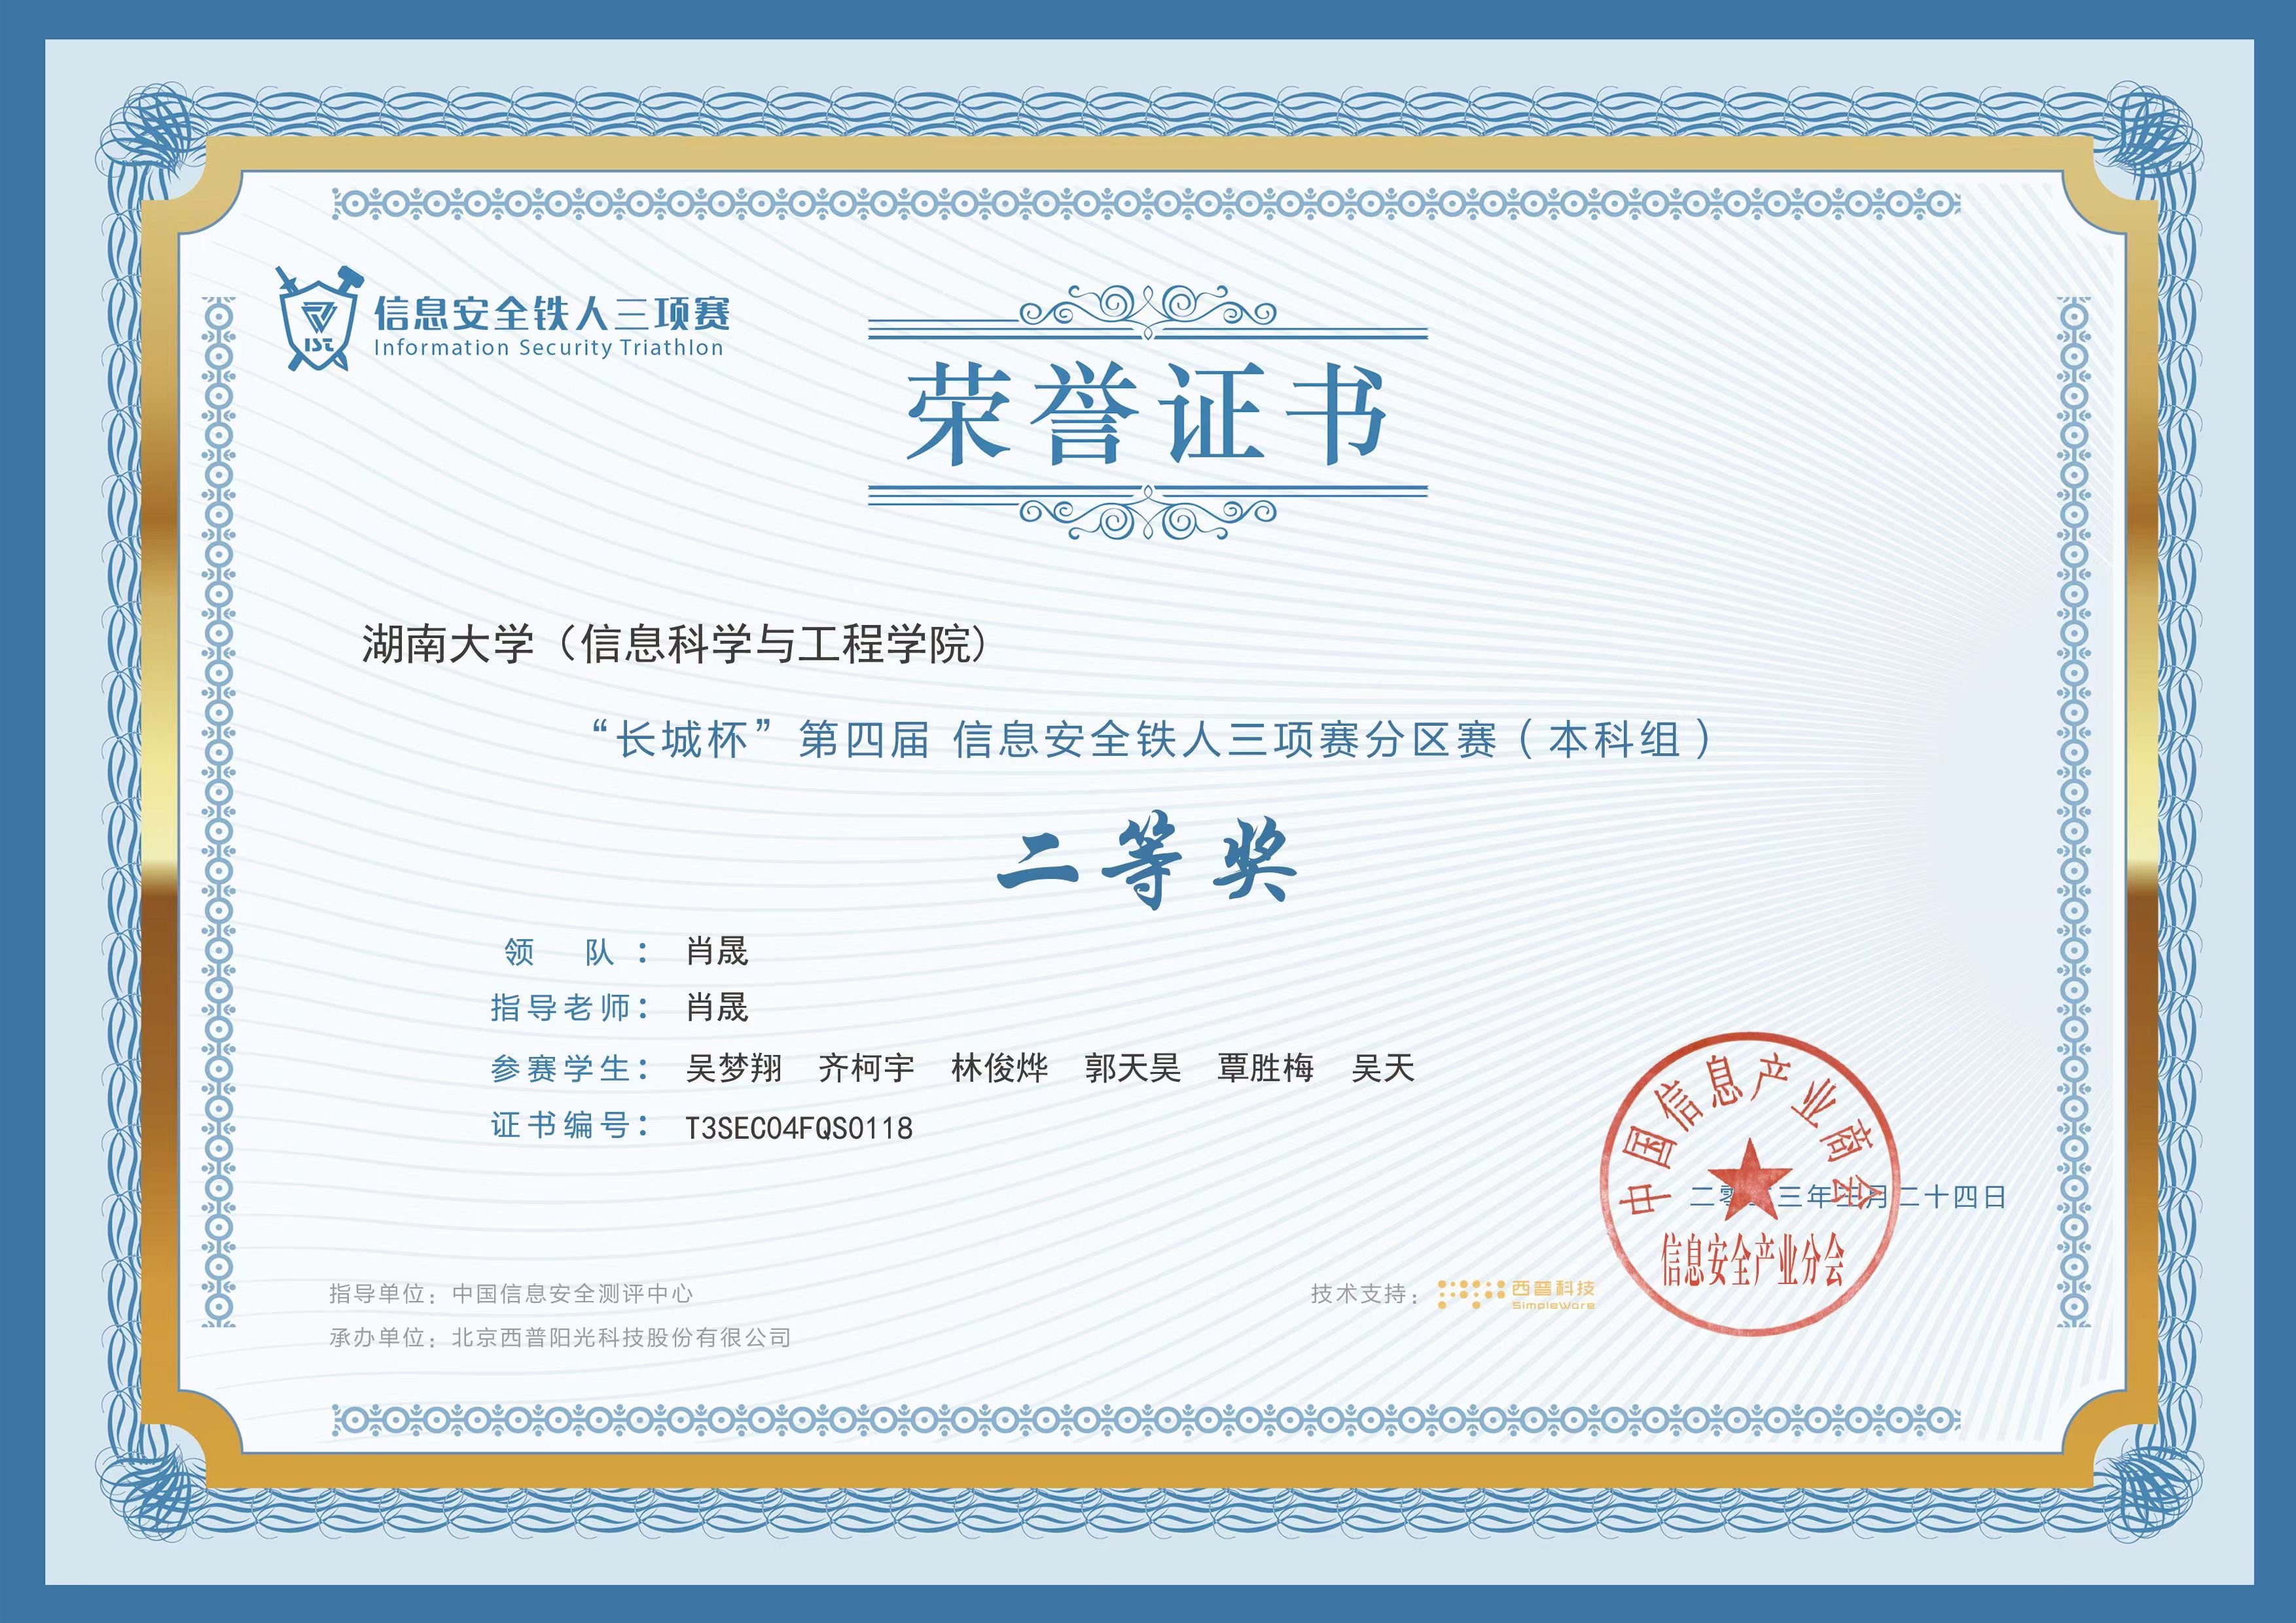 信息安全铁人三项赛
Information Security Triathlon
荣誉证书
湖南大学（信息科学与工程学院）
“长城杯”第四届 信息安全铁人三项赛分区赛（本科组）
二等奖
领 队： 肖晟
指导老师： 肖晟
参赛学生： 吴梦翔 齐柯宇 林俊烨 郭天昊 覃胜梅 吴天
证书编号： T3SEC04FQS0118
中国信息产业商会
二零 三年 月二十四日
信息安全产业分会
指导单位：中国信息安全测评中心
技术支持：西普科技
SimpleWare
承办单位：北京西普阳光科技股份有很公司